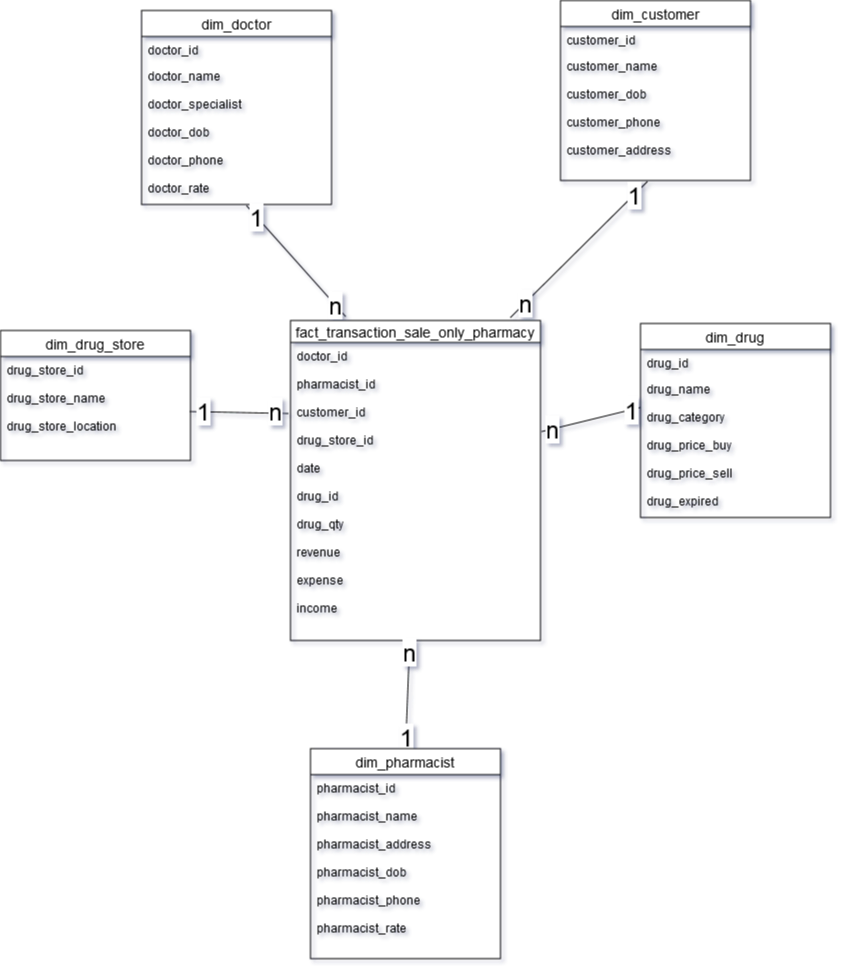 dim_doctor
doctor_id
doctor_name
doctor_specialist
doctor_dob
doctor_phone
doctor_rate
dim_customer
customer_id
customer_name
customer_dob
customer_phone
customer_address
1
1
n
n
dim_drug_store
drug_store_id
drug_store_name
drug_store_location
1
n
fact_transaction_sale_only_pharmacy
doctor_id
pharmacist_id
customer_id
drug_store_id
date
drug_id
drug_qty
revenue
expense
income
n
1
dim_drug
drug_id
drug_name
drug_category
drug_price_buy
drug_price_sell
drug_expired
n
1
dim_pharmacist
pharmacist_id
pharmacist_name
pharmacist_address
pharmacist_dob
pharmacist_phone
pharmacist_rate